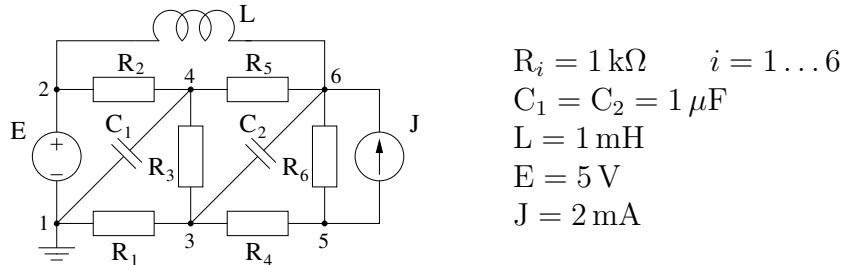 L
R₂ 4 R₅ 6
2
E + − C₁ R₃ C₂ R₆ J
1 3 5
R₁ R₄
Rᵢ = 1 kΩ i = 1 … 6
C₁ = C₂ = 1 μF
L = 1 mH
E = 5 V
J = 2 mA